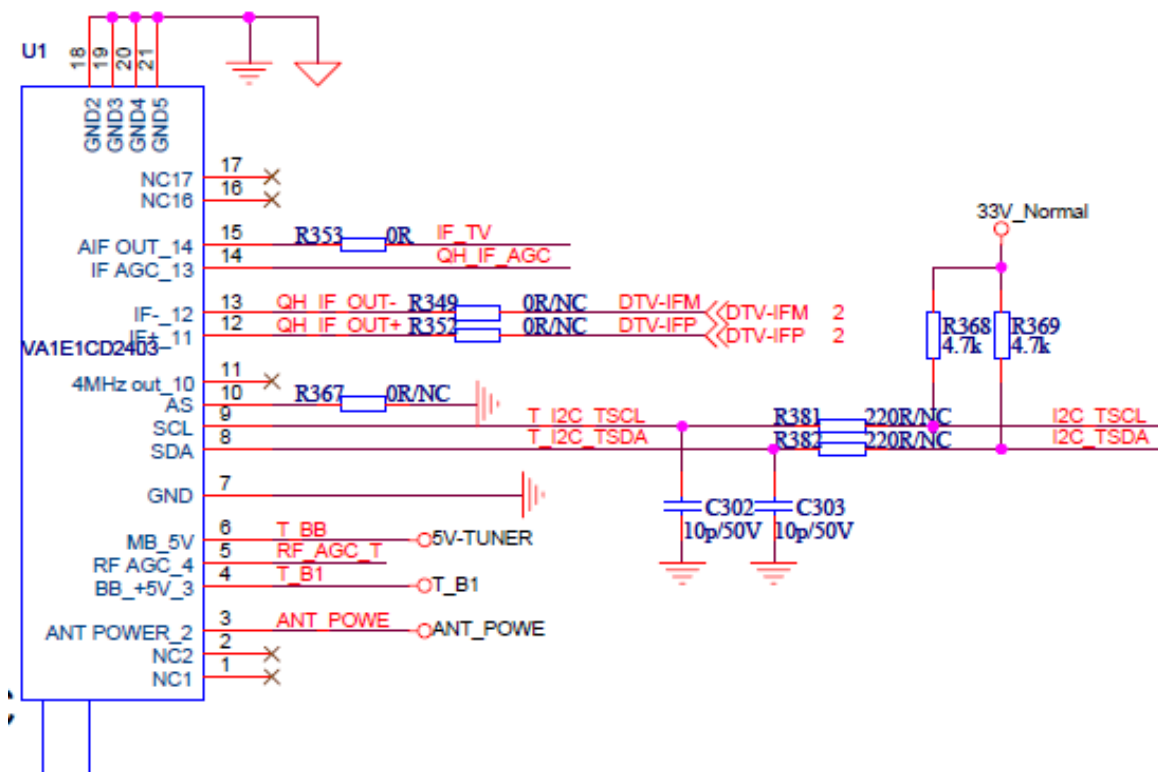 U1
18
19
20
21
GND2
GND3
GND4
GND5
NC17 17
NC16 16
AIF OUT_14 15 R353 0R IF_TV
IF AGC_13 14 QH_IF_AGC
IF-_12 13 QH_IF_OUT- R349 0R/NC DTV-IFM DTV-IFM 2
IF+_11 12 QH_IF_OUT+ R352 0R/NC DTV-IFP DTV-IFP 2
VA1E1CD2403
4MHz out_10 11
AS 10 R367 0R/NC
SCL 9 T_I2C_TSCL R381 220R/NC I2C_TSCL
SDA 8 T_I2C_TSDA R382 220R/NC I2C_TSDA
33V_Normal
R368 R369
4.7k 4.7k
GND 7
C302 C303
10p/50V 10p/50V
MB_5V 6 T_BB 5V-TUNER
RF AGC_4 5 RF_AGC_T
BB_+5V_3 4 T_B1 T_B1
ANT POWER_2 3 ANT_POWE ANT_POWE
NC2 2
NC1 1